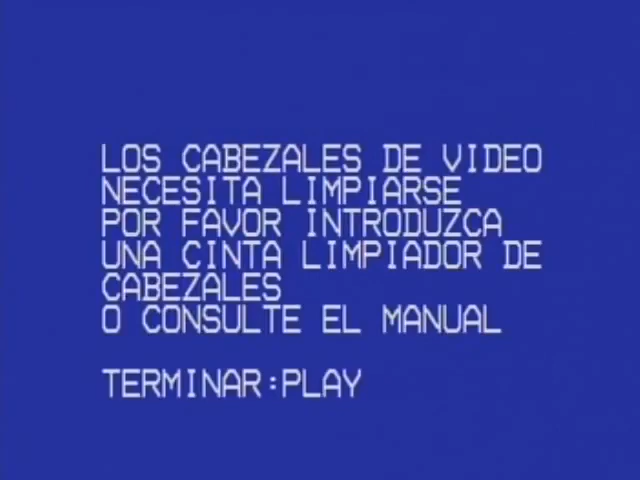 LOS CABEZALES DE VIDEO
NECESITA LIMPIARSE
POR FAVOR INTRODUZCA
UNA CINTA LIMPIADOR DE
CABEZALES
O CONSULTE EL MANUAL
TERMINAR:PLAY